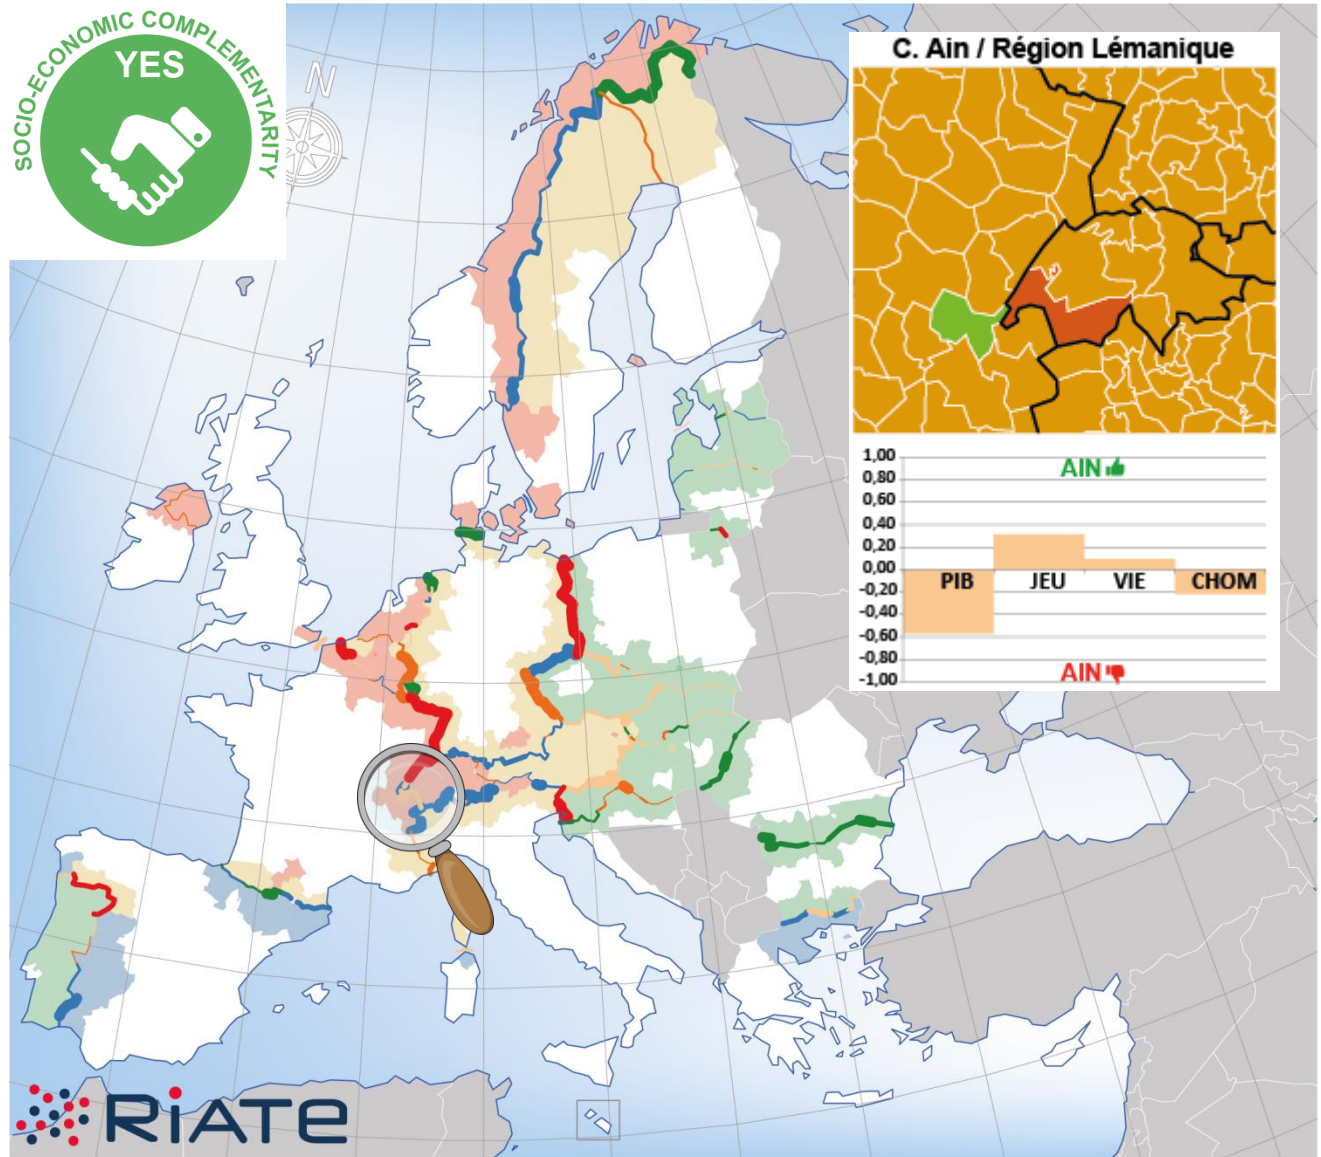 SOCIO-ECONOMIC COMPLEMENTARITY
YES
N
C. Ain / Région Lémanique
1,00
0,80
0,60
0,40
0,20
0,00
-0,20
-0,40
-0,60
-0,80
-1,00
AIN
PIB JEU VIE CHOM
AIN
RiATE